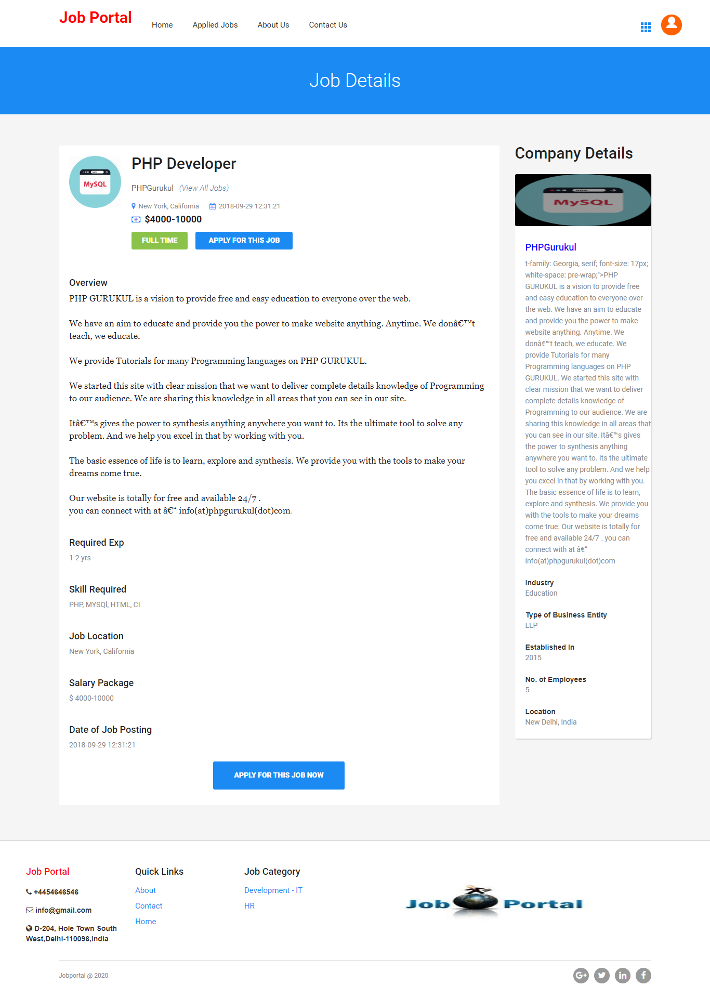 Job Portal
Home
Applied Jobs
About Us
Contact Us
Job Details
MySQL
PHP Developer
PHPGurukul (View All Jobs)
New York, California 2018-09-29 12:31:21
$4000-10000
FULL TIME
APPLY FOR THIS JOB
Overview
PHP GURUKUL is a vision to provide free and easy education to everyone over the web.
We have an aim to educate and provide you the power to make website anything. Anytime. We donâ€™t
teach, we educate.
We provide Tutorials for many Programming languages on PHP GURUKUL.
We started this site with clear mission that we want to deliver complete details knowledge of Programming
to our audience. We are sharing this knowledge in all areas that you can see in our site.
Itâ€™s gives the power to synthesis anything anywhere you want to. Its the ultimate tool to solve any
problem. And we help you excel in that by working with you.
The basic essence of life is to learn, explore and synthesis. We provide you with the tools to make your
dreams come true.
Our website is totally for free and available 24/7 .
you can connect with at â€“ info(at)phpgurukul(dot)com.
Required Exp
1-2 yrs
Skill Required
PHP, MYSQl, HTML, CI
Job Location
New York, California
Salary Package
$ 4000-10000
Date of Job Posting
2018-09-29 12:31:21
APPLY FOR THIS JOB NOW
Company Details
MySQL
PHPGurukul
t-family: Georgia, serif; font-size: 17px;
white-space: pre-wrap;">PHP
GURUKUL is a vision to provide free
and easy education to everyone over
the web. We have an aim to educate
and provide you the power to make
website anything. Anytime. We
donâ€™t teach, we educate. We
provide Tutorials for many
Programming languages on PHP
GURUKUL. We started this site with
clear mission that we want to deliver
complete details knowledge of
Programming to our audience. We are
sharing this knowledge in all areas that
you can see in our site. Itâ€™s gives
the power to synthesis anything
anywhere you want to. Its the ultimate
tool to solve any problem. And we help
you excel in that by working with you.
The basic essence of life is to learn,
explore and synthesis. We provide you
with the tools to make your dreams
come true. Our website is totally for
free and available 24/7 . you can
connect with at â€“
info(at)phpgurukul(dot)com
Industry
Education
Type of Business Entity
LLP
Established In
2015
No. of Employees
5
Location
New Delhi, India
Job Portal
+4454646546
info@gmail.com
D-204, Hole Town South
West,Delhi-110096,India
Quick Links
About
Contact
Home
Job Category
Development - IT
HR
Job Portal
Jobportal @ 2020